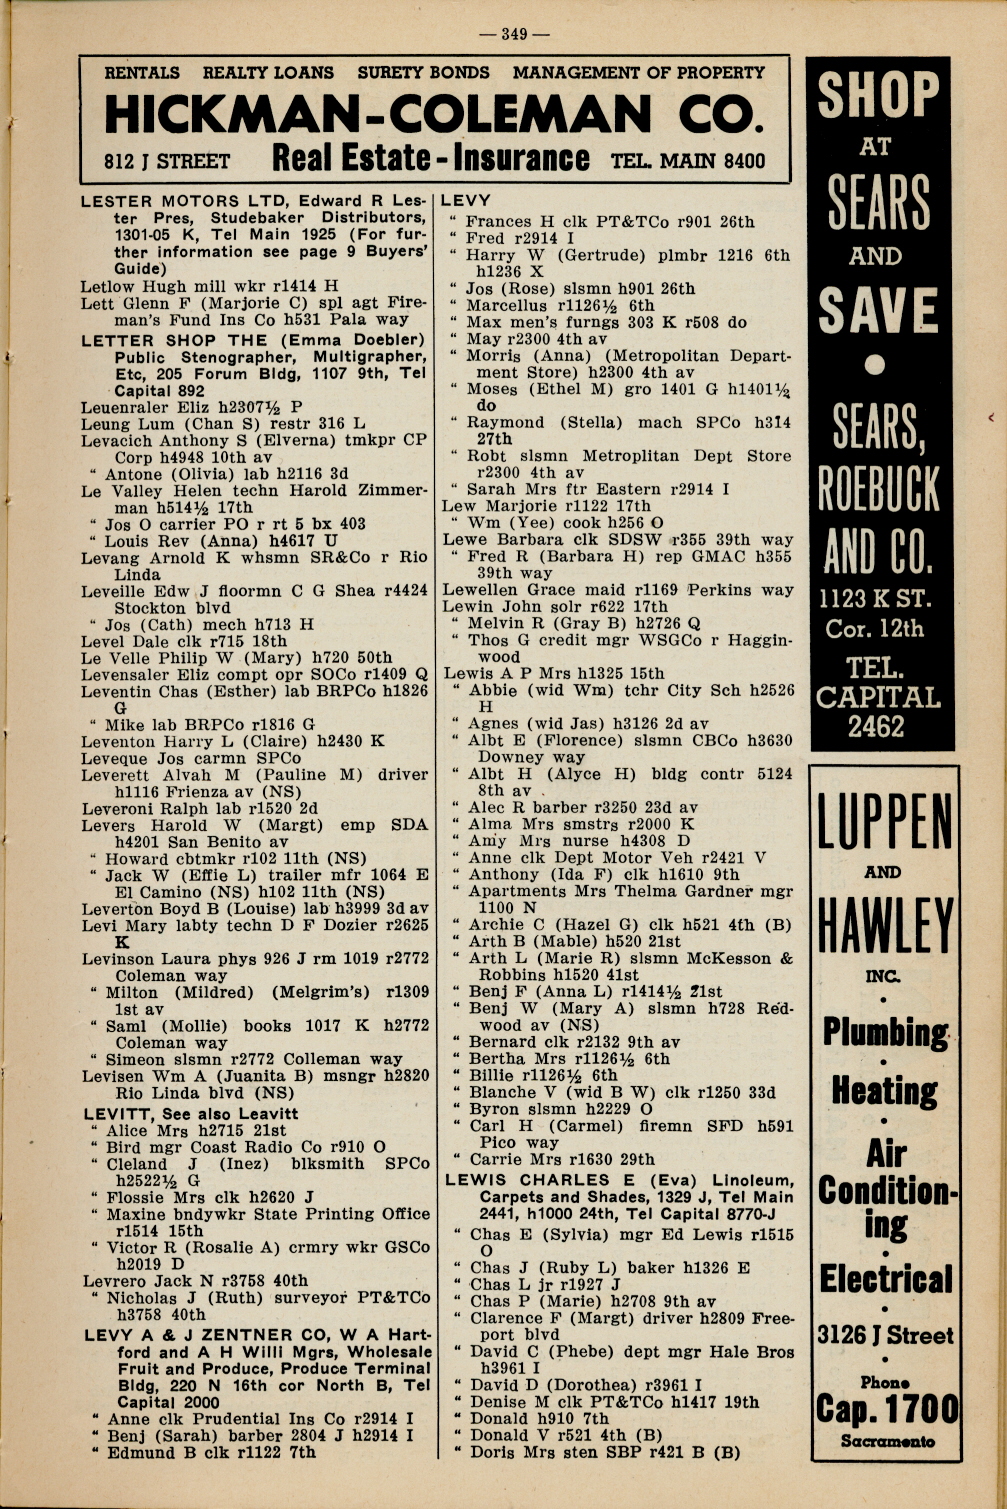 — 349 —
RENTALS REALTY LOANS SURETY BONDS MANAGEMENT OF PROPERTY
HICKMAN-COLEMAN CO.
812 J STREET Real Estate - Insurance TEL. MAIN 8400
LESTER MOTORS LTD, Edward R Les-
ter Pres, Studebaker Distributors,
1301-05 K, Tel Main 1925 (For fur-
ther information see page 9 Buyers'
Guide)
Letlow Hugh mill wkr r1414 H
Lett Glenn F (Marjorie C) spl agt Fire-
man's Fund Ins Co h531 Pala way
LETTER SHOP THE (Emma Doebler)
Public Stenographer, Multigrapher,
Etc, 205 Forum Bldg, 1107 9th, Tel
Capital 892
Leuenraler Eliz h2307½ P
Leung Lum (Chan S) restr 316 L
Levacich Anthony S (Elverna) tmkpr CP
Corp h4948 10th av
" Antone (Olivia) lab h2116 3d
Le Valley Helen techn Harold Zimmer-
man h514½ 17th
" Jos O carrier PO r rt 5 bx 403
" Louis Rev (Anna) h4617 U
Levang Arnold K whsmn SR&Co r Rio
Linda
Leveille Edw J floormn C G Shea r4424
Stockton blvd
" Jos (Cath) mech h713 H
Level Dale clk r715 18th
Le Velle Philip W (Mary) h720 50th
Levensaler Eliz compt opr SOCo r1409 Q
Leventin Chas (Esther) lab BRPCo h1826
G
" Mike lab BRPCo r1816 G
Leventon Harry L (Claire) h2430 K
Leveque Jos carmn SPCo
Leverett Alvah M (Pauline M) driver
h1116 Frienza av (NS)
Leveroni Ralph lab r1520 2d
Levers Harold W (Margt) emp SDA
h4201 San Benito av
" Howard cbtmkr r102 11th (NS)
" Jack W (Effie L) trailer mfr 1064 E
El Camino (NS) h102 11th (NS)
Leverton Boyd B (Louise) lab h3999 3d av
Levi Mary labty techn D F Dozier r2625
K
Levinson Laura phys 926 J rm 1019 r2772
Coleman way
" Milton (Mildred) (Melgrim's) r1309
1st av
" Saml (Mollie) books 1017 K h2772
Coleman way
" Simeon slsmn r2772 Colleman way
Levisen Wm A (Juanita B) msngr h2820
Rio Linda blvd (NS)
LEVITT, See also Leavitt
" Alice Mrs h2715 21st
" Bird mgr Coast Radio Co r910 O
" Cleland J (Inez) blksmith SPCo
h2522½ G
" Flossie Mrs clk h2620 J
" Maxine bndywkr State Printing Office
r1514 15th
" Victor R (Rosalie A) crmry wkr GSCo
h2019 D
Levrero Jack N r3758 40th
" Nicholas J (Ruth) surveyor PT&TCo
h3758 40th
LEVY A & J ZENTNER CO, W A Hart-
ford and A H Willi Mgrs, Wholesale
Fruit and Produce, Produce Terminal
Bldg, 220 N 16th cor North B, Tel
Capital 2000
" Anne clk Prudential Ins Co r2914 I
" Benj (Sarah) barber 2804 J h2914 I
" Edmund B clk r1122 7th
LEVY
" Frances H clk PT&TCo r901 26th
" Fred r2914 I
" Harry W (Gertrude) plmbr 1216 6th
h1236 X
" Jos (Rose) slsmn h901 26th
" Marcellus r1126½ 6th
" Max men's furngs 303 K r508 do
" May r2300 4th av
" Morris (Anna) (Metropolitan Depart-
ment Store) h2300 4th av
" Moses (Ethel M) gro 1401 G h1401½
do
" Raymond (Stella) mach SPCo h314
27th
" Robt slsmn Metroplitan Dept Store
r2300 4th av
" Sarah Mrs ftr Eastern r2914 I
Lew Marjorie r1122 17th
" Wm (Yee) cook h256 O
Lewe Barbara clk SDSW r355 39th way
" Fred R (Barbara H) rep GMAC h355
39th way
Lewellen Grace maid r1169 Perkins way
Lewin John solr r622 17th
" Melvin R (Gray B) h2726 Q
" Thos G credit mgr WSGCo r Haggin-
wood
Lewis A P Mrs h1325 15th
" Abbie (wid Wm) tchr City Sch h2526
H
" Agnes (wid Jas) h3126 2d av
" Albt E (Florence) slsmn CBCo h3630
Downey way
" Albt H (Alyce H) bldg contr 5124
8th av
" Alec R barber r3250 23d av
" Alma Mrs smstrs r2000 K
" Amy Mrs nurse h4308 D
" Anne clk Dept Motor Veh r2421 V
" Anthony (Ida F) clk h1610 9th
" Apartments Mrs Thelma Gardner mgr
1100 N
" Archie C (Hazel G) clk h521 4th (B)
" Arth B (Mable) h520 21st
" Arth L (Marie R) slsmn McKesson &
Robbins h1520 41st
" Benj F (Anna L) r1414½ 21st
" Benj W (Mary A) slsmn h728 Red-
wood av (NS)
" Bernard clk r2132 9th av
" Bertha Mrs r1126½ 6th
" Billie r1126½ 6th
" Blanche V (wid B W) clk r1250 33d
" Byron slsmn h2229 O
" Carl H (Carmel) firemn SFD h591
Pico way
" Carrie Mrs r1630 29th
LEWIS CHARLES E (Eva) Linoleum,
Carpets and Shades, 1329 J, Tel Main
2441, h1000 24th, Tel Capital 8770-J
" Chas E (Sylvia) mgr Ed Lewis r1515
O
" Chas J (Ruby L) baker h1326 E
" Chas L jr r1927 J
" Chas P (Marie) h2708 9th av
" Clarence F (Margt) driver h2809 Free-
port blvd
" David C (Phebe) dept mgr Hale Bros
h3961 I
" David D (Dorothea) r3961 I
" Denise M clk PT&TCo h1417 19th
" Donald h910 7th
" Donald V r521 4th (B)
" Doris Mrs sten SBP r421 B (B)
SHOP
AT
SEARS
AND
SAVE
•
SEARS,
ROEBUCK
AND CO.
1123 K ST.
Cor. 12th
TEL.
CAPITAL
2462
LUPPEN
AND
HAWLEY
INC.
•
Plumbing
•
Heating
•
Air
Condition-
ing
•
Electrical
•
3126 J Street
•
Phone
Cap. 1700
Sacramento